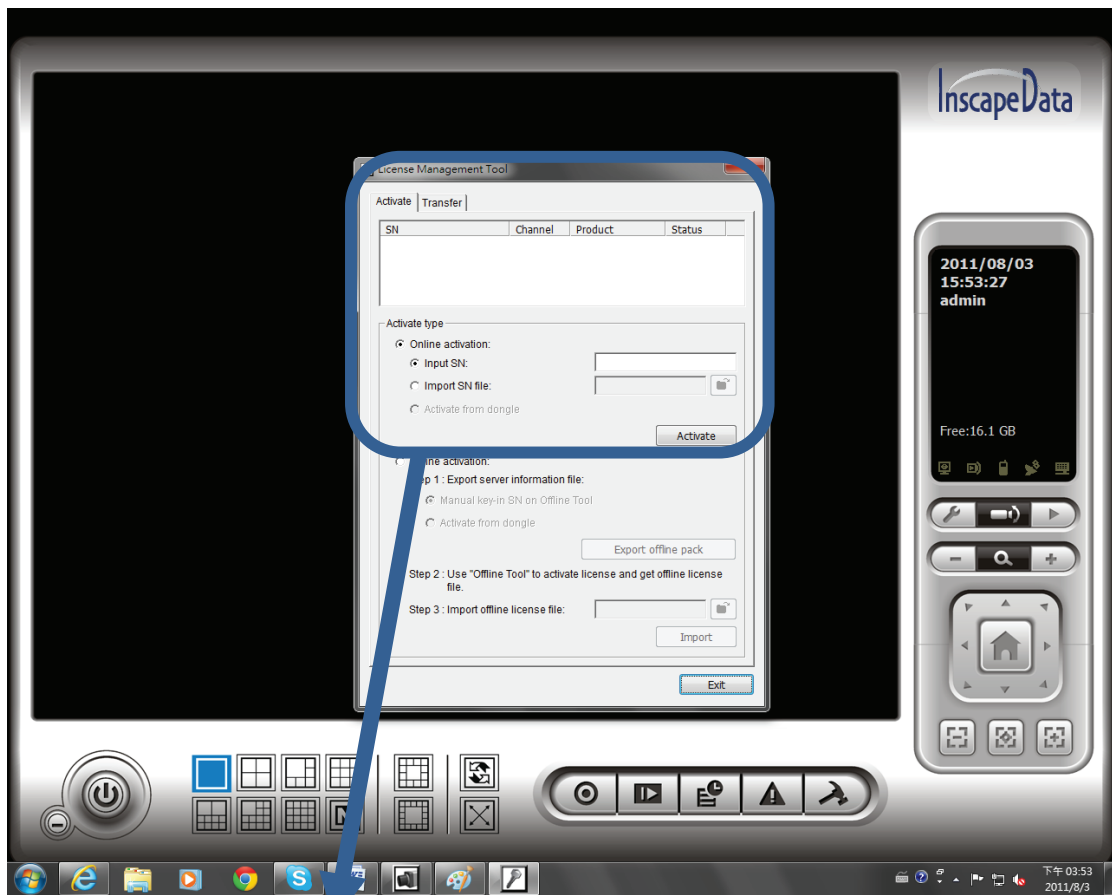 InscapeData
License Management Tool
Activate Transfer
SN Channel Product Status
Activate type
Online activation:
Input SN:
Import SN file:
Activate from dongle
Activate
activation:
1 : Export server information file:
Manual key-in SN on Offline Tool
Activate from dongle
Export offline pack
Step 2 : Use "Offline Tool" to activate license and get offline license
file.
Step 3 : Import offline license file:
Import
Exit
2011/08/03
15:53:27
admin
Free:16.1 GB
下午 03:53
2011/8/3